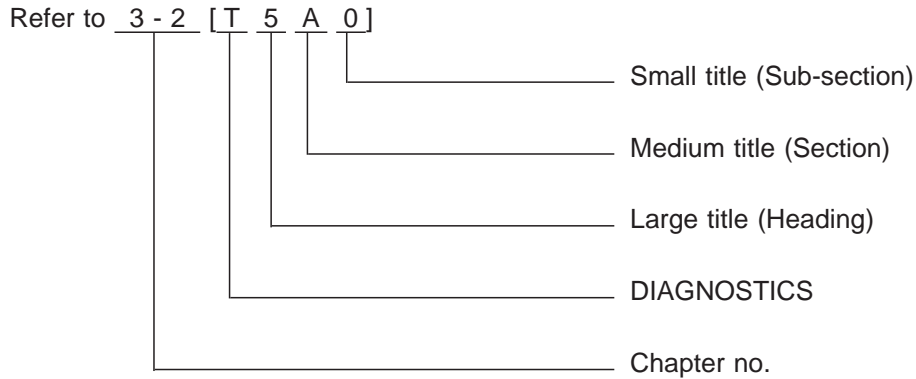 Refer to 3 - 2 [ T 5 A 0 ]
Small title (Sub-section)
Medium title (Section)
Large title (Heading)
DIAGNOSTICS
Chapter no.